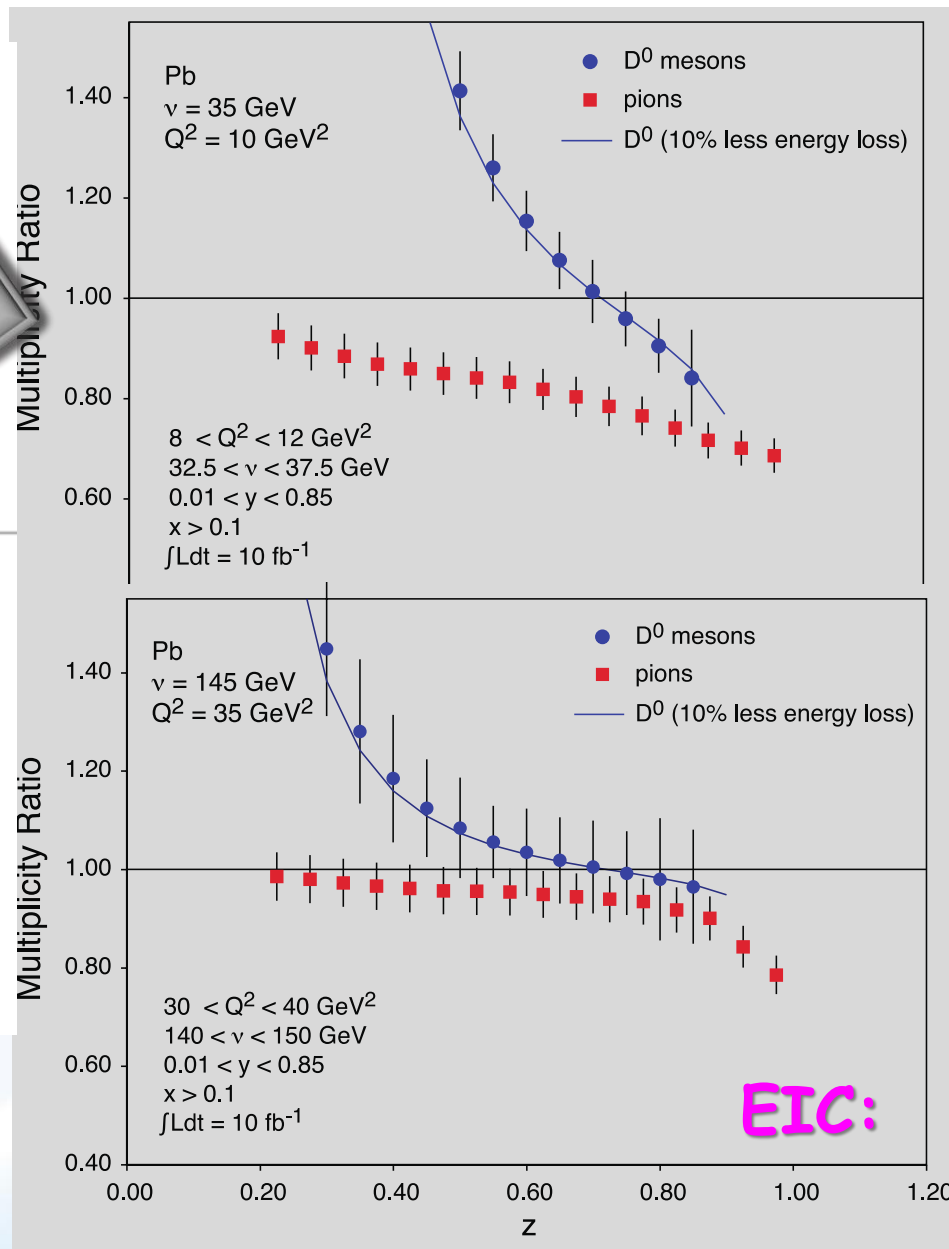 Pb
ν = 35 GeV
Q² = 10 GeV²
D⁰ mesons
pions
D⁰ (10% less energy loss)
1.40
1.20
1.00
0.80
0.60
Multiplicity Ratio
8 < Q² < 12 GeV²
32.5 < ν < 37.5 GeV
0.01 < y < 0.85
x > 0.1
∫Ldt = 10 fb⁻¹
Pb
ν = 145 GeV
Q² = 35 GeV²
D⁰ mesons
pions
D⁰ (10% less energy loss)
1.40
1.20
1.00
0.80
0.60
0.40
Multiplicity Ratio
30 < Q² < 40 GeV²
140 < ν < 150 GeV
0.01 < y < 0.85
x > 0.1
∫Ldt = 10 fb⁻¹
EIC:
0.00 0.20 0.40 0.60 0.80 1.00 1.20
z